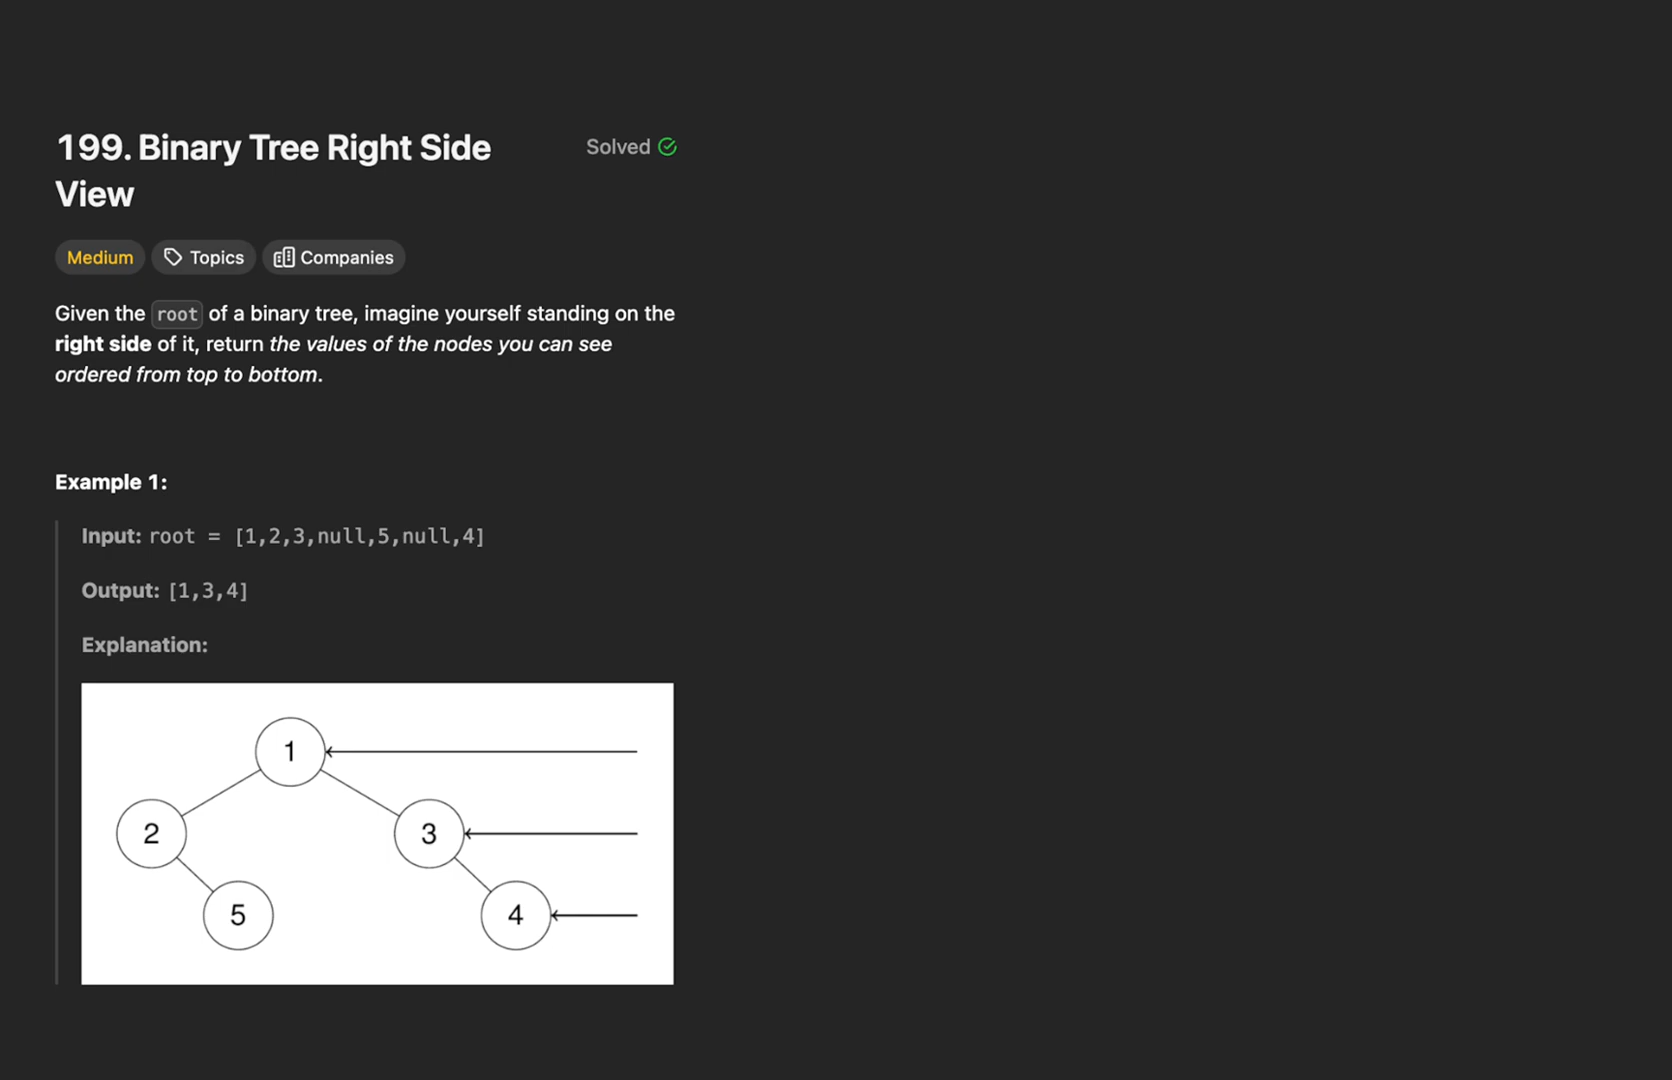 199. Binary Tree Right Side
View
Solved
Medium Topics Companies
Given the root of a binary tree, imagine yourself standing on the
right side of it, return the values of the nodes you can see
ordered from top to bottom.
Example 1:
Input: root = [1,2,3,null,5,null,4]
Output: [1,3,4]
Explanation:
1
2 3
5 4